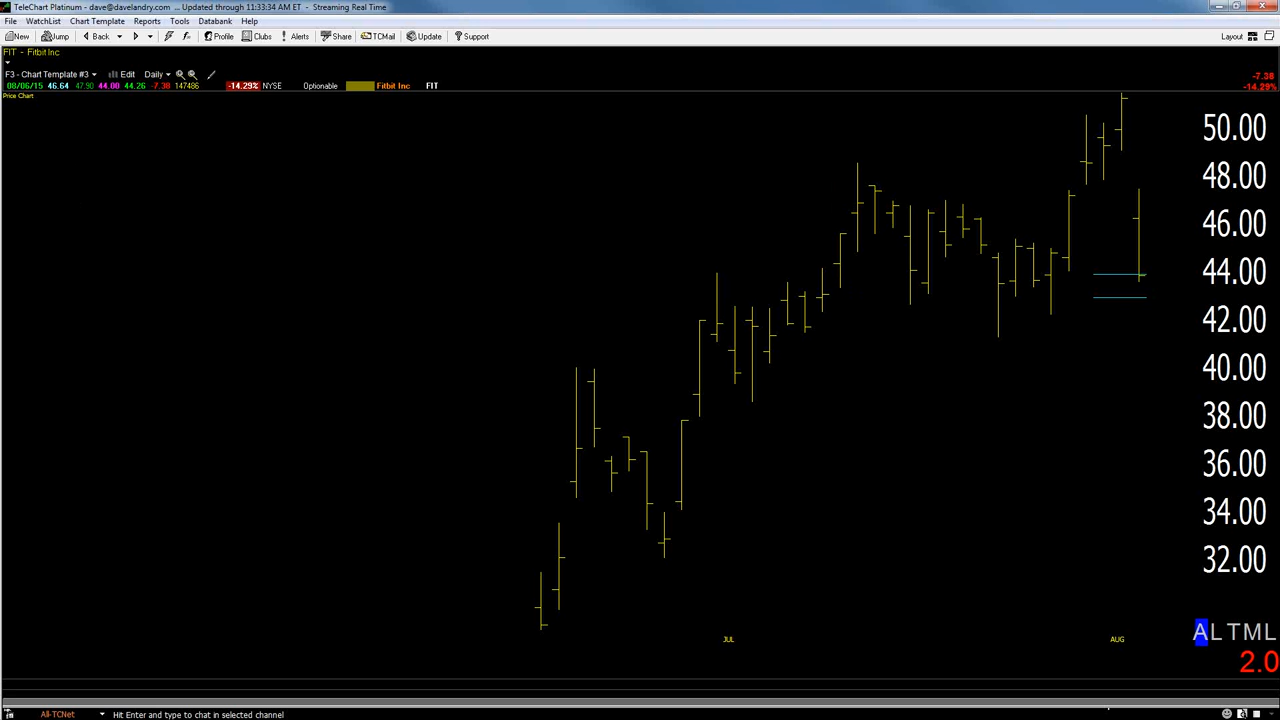 TeleChart Platinum - dave@davelandry.com ... Updated through 11:33:34 AM ET - Streaming Real Time
File WatchList Chart Template Reports Tools Databank Help
New Jump Back Profile Clubs Alerts Share TCMail Update Support Layout
FIT - Fitbit Inc
F3 - Chart Template #3 Edit Daily
-7.38
08/06/15 46.64 47.90 44.00 44.26 -7.38 147486 -14.29% NYSE Optionable Fitbit Inc FIT -14.29%
Price Chart
50.00
48.00
46.00
44.00
42.00
40.00
38.00
36.00
34.00
32.00
JUL AUG
ALTML
2.0
All-TCNet Hit Enter and type to chat in selected channel